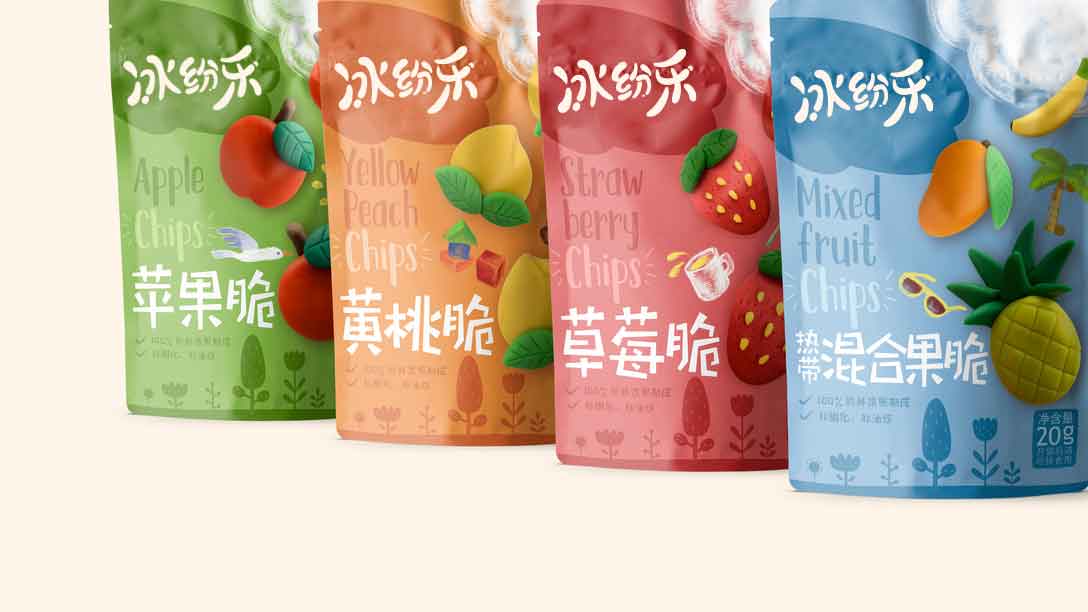 冰纷乐
Apple
Chips
苹果脆
冰纷乐
Yellow
Peach
Chips
黄桃脆
冰纷乐
Straw
berry
Chips
草莓脆
冰纷乐
Mixed
fruit
Chips
热带混合果脆
净含量
20g